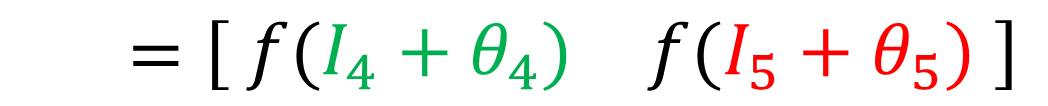 = [ f(I₄ + θ₄) f(I₅ + θ₅) ]